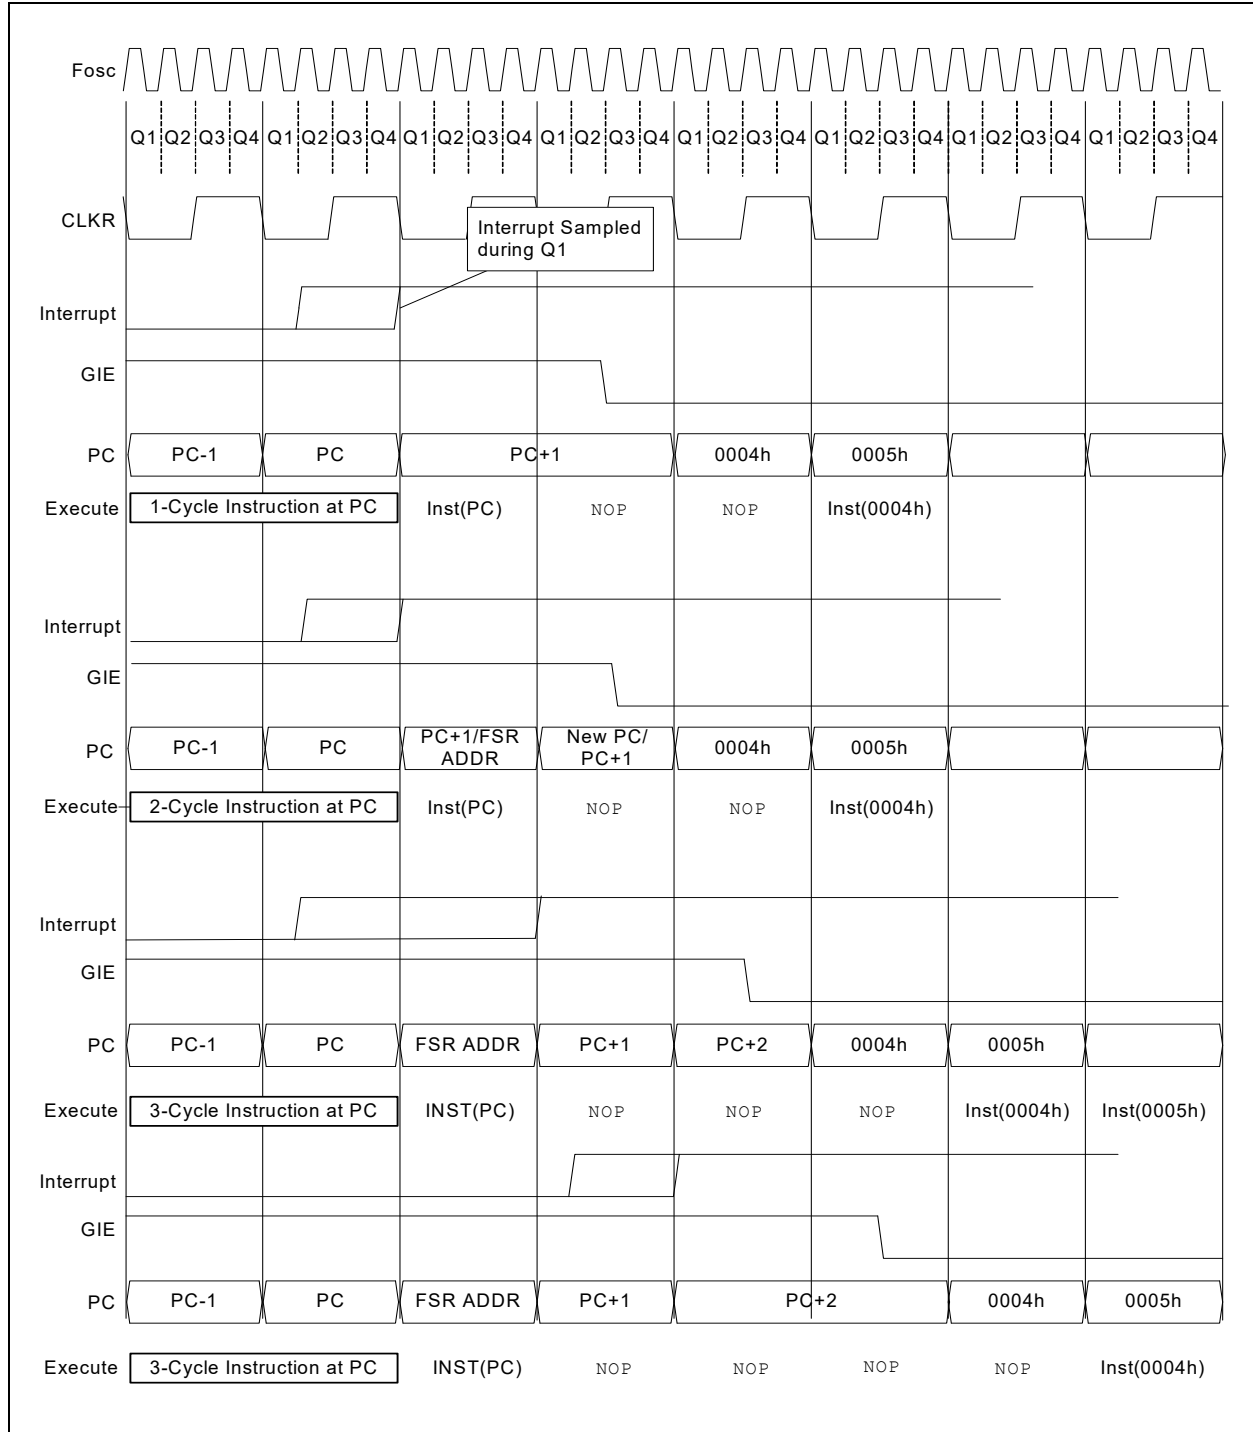 Fosc
Q1 Q2 Q3 Q4 Q1 Q2 Q3 Q4 Q1 Q2 Q3 Q4 Q1 Q2 Q3 Q4 Q1 Q2 Q3 Q4 Q1 Q2 Q3 Q4 Q1 Q2 Q3 Q4 Q1 Q2 Q3 Q4
CLKR
Interrupt Sampled
during Q1
Interrupt
GIE
PC PC-1 PC PC+1 0004h 0005h
Execute 1-Cycle Instruction at PC Inst(PC) NOP NOP Inst(0004h)
Interrupt
GIE
PC PC-1 PC PC+1/FSR ADDR New PC/ PC+1 0004h 0005h
Execute 2-Cycle Instruction at PC Inst(PC) NOP NOP Inst(0004h)
Interrupt
GIE
PC PC-1 PC FSR ADDR PC+1 PC+2 0004h 0005h
Execute 3-Cycle Instruction at PC INST(PC) NOP NOP NOP Inst(0004h) Inst(0005h)
Interrupt
GIE
PC PC-1 PC FSR ADDR PC+1 PC+2 0004h 0005h
Execute 3-Cycle Instruction at PC INST(PC) NOP NOP NOP NOP Inst(0004h)